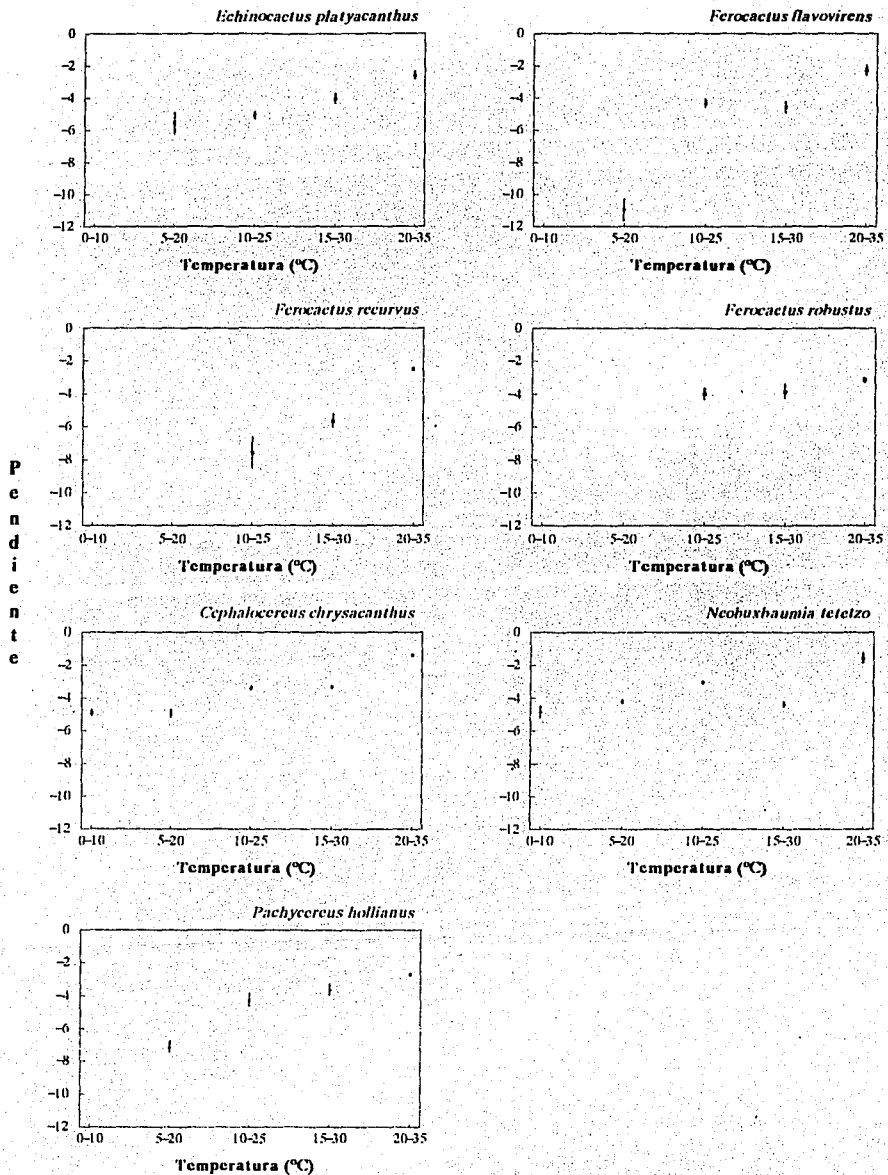 Echinocactus platyacanthus
0
−2
−4
−6
−8
−10
−12
0–10 5–20 10–25 15–30 20–35
Temperatura (ºC)
Ferocactus flavovirens
0
−2
−4
−6
−8
−10
−12
0–10 5–20 10–25 15–30 20–35
Temperatura (ºC)
Ferocactus recurvus
0
−2
−4
−6
−8
−10
−12
0–10 5–20 10–25 15–30 20–35
Temperatura (ºC)
Ferocactus robustus
0
−2
−4
−6
−8
−10
−12
0–10 5–20 10–25 15–30 20–35
Temperatura (ºC)
Pendiente
Cephalocereus chrysacanthus
0
−2
−4
−6
−8
−10
−12
0–10 5–20 10–25 15–30 20–35
Temperatura (ºC)
Neobuxbaumia tetetzo
0
−2
−4
−6
−8
−10
−12
0–10 5–20 10–25 15–30 20–35
Temperatura (ºC)
Pachycereus hollianus
0
−2
−4
−6
−8
−10
−12
0–10 5–20 10–25 15–30 20–35
Temperatura (ºC)